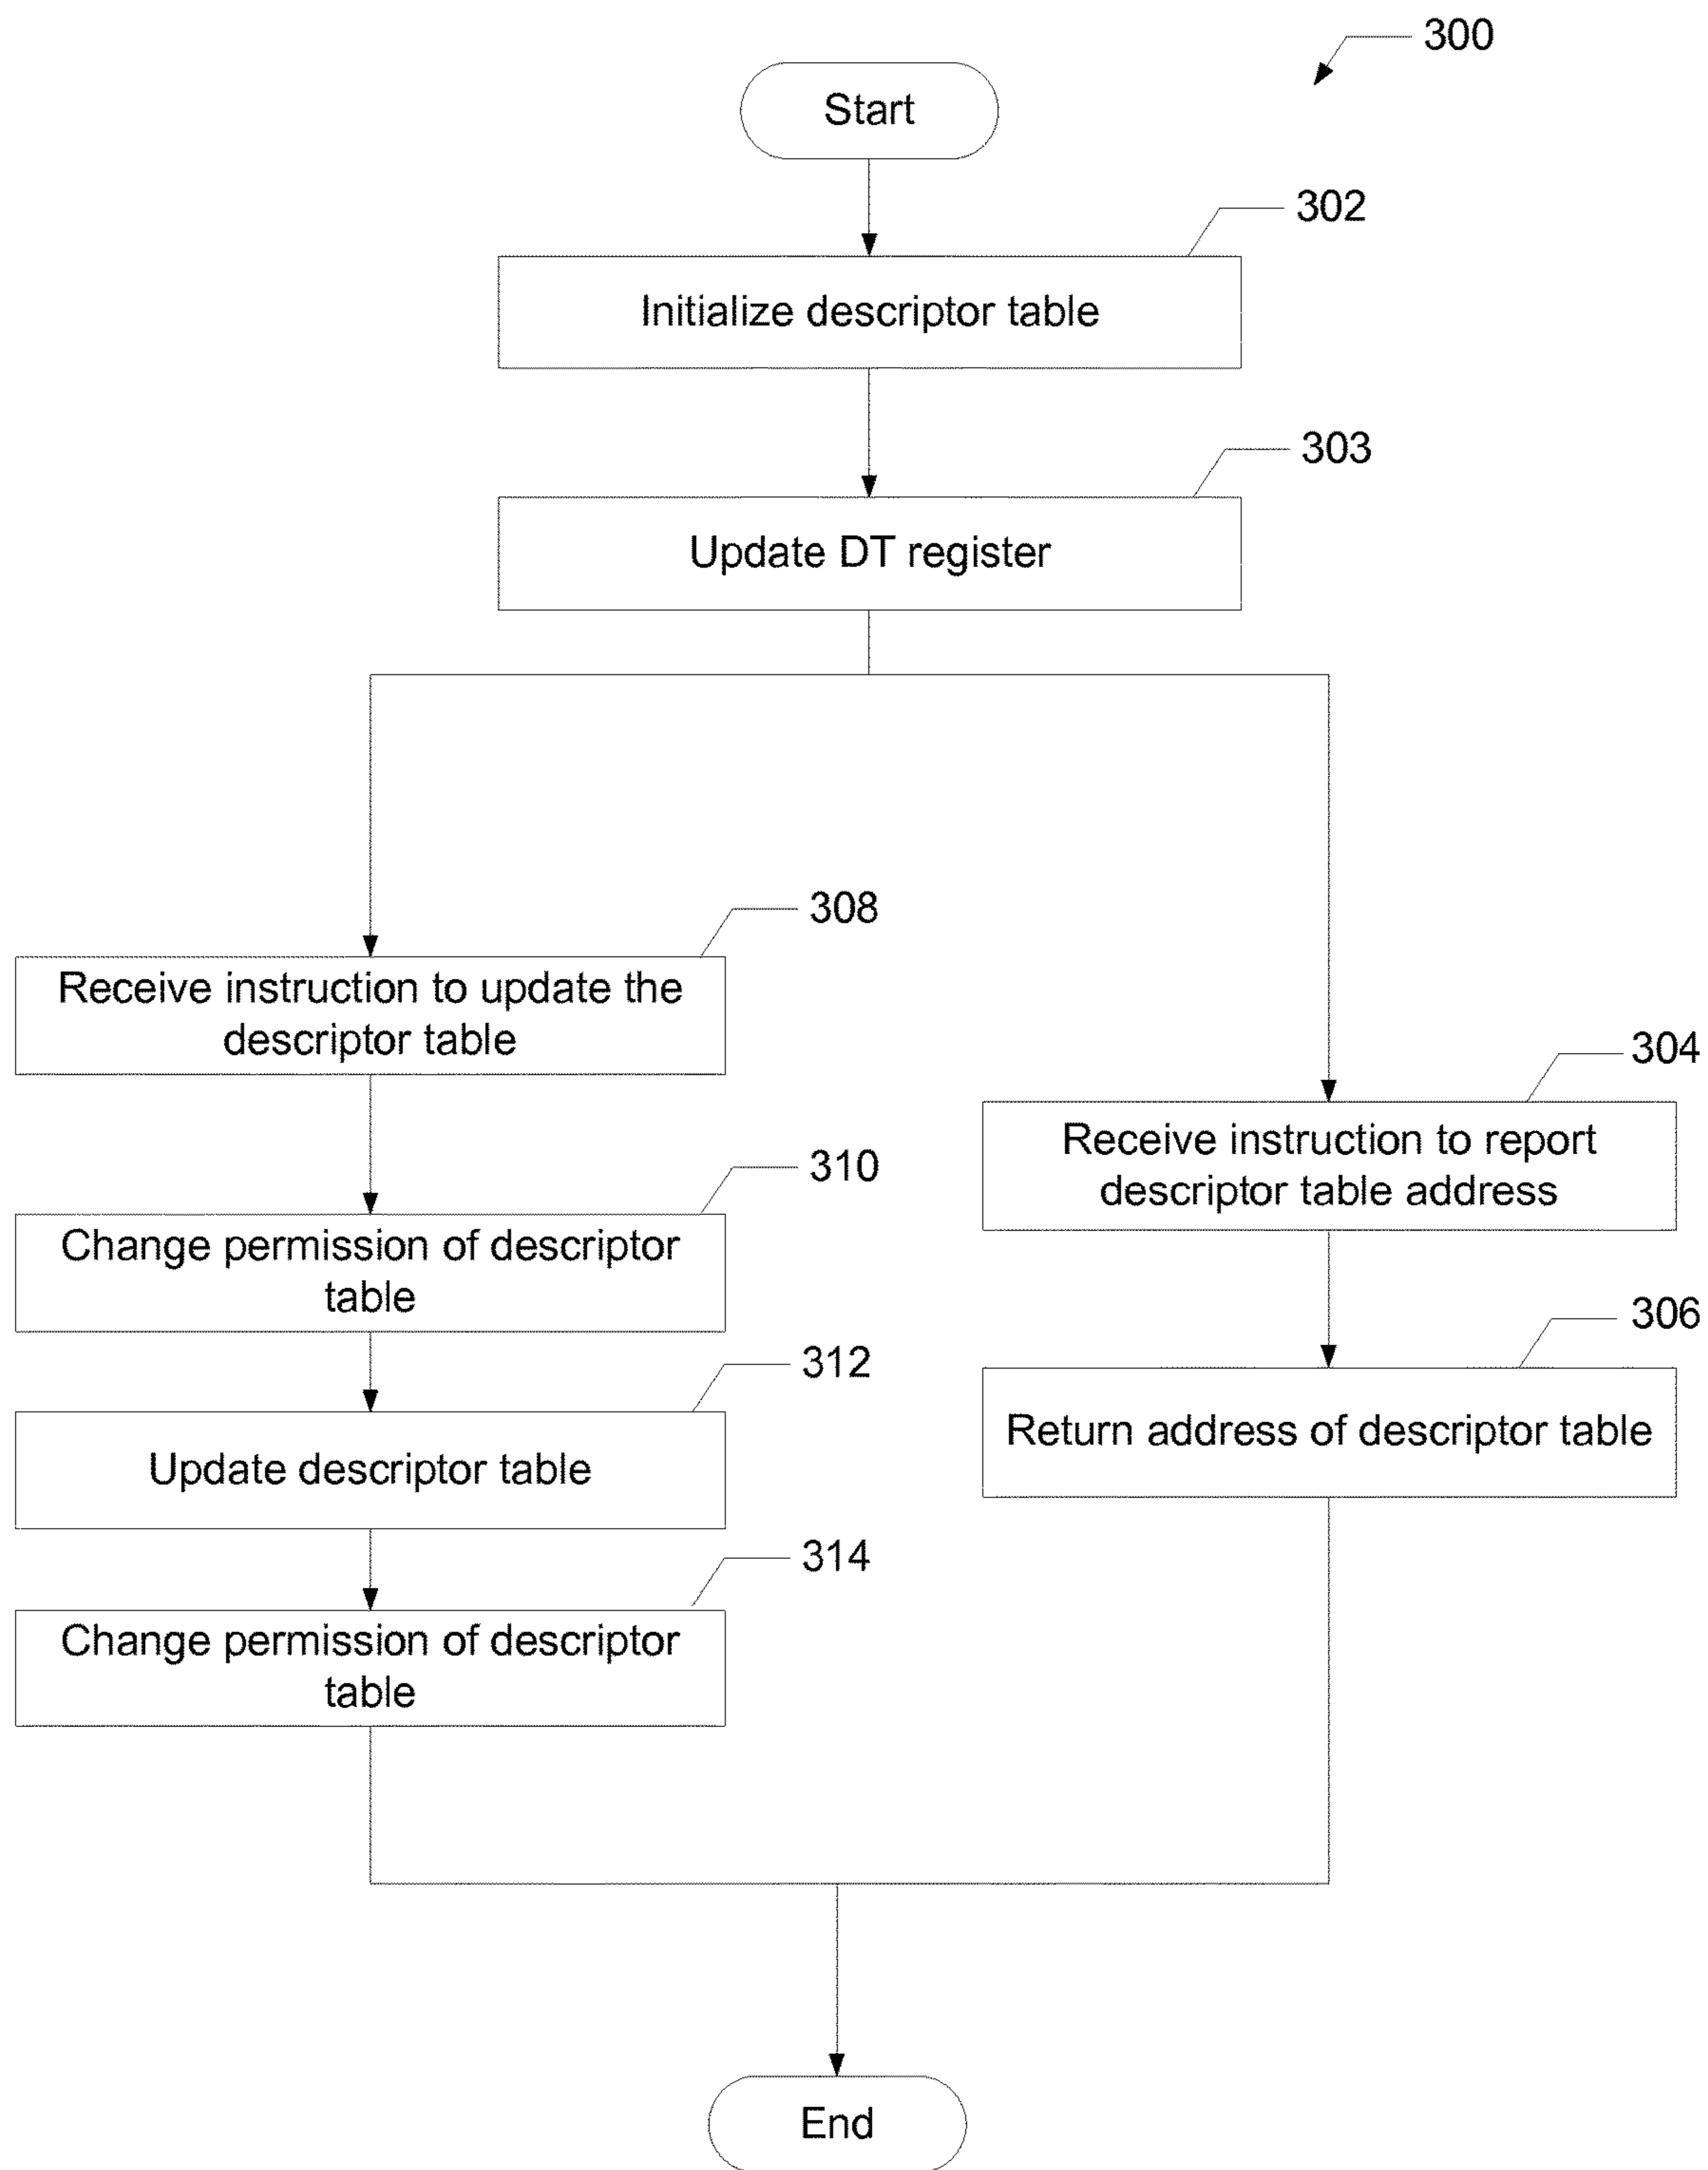 300
Start
302
Initialize descriptor table
303
Update DT register
308
Receive instruction to update the
descriptor table
310
Change permission of descriptor
table
312
Update descriptor table
314
Change permission of descriptor
table
304
Receive instruction to report
descriptor table address
306
Return address of descriptor table
End